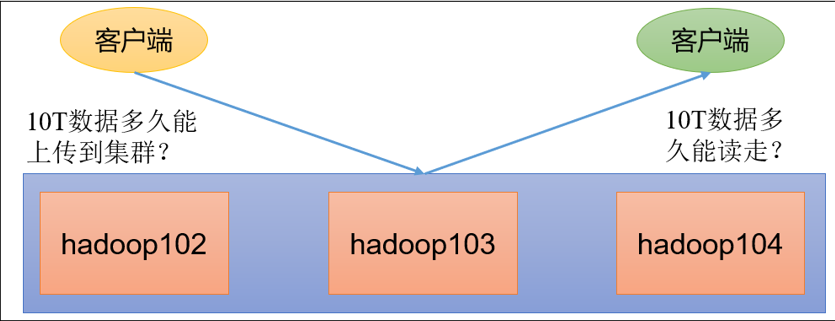 客户端
客户端
10T数据多久能
上传到集群？
10T数据多
久能读走？
hadoop102
hadoop103
hadoop104